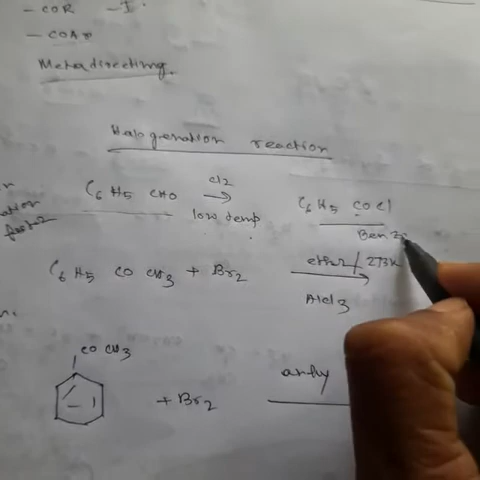 - COR -I.
- COAr
Metadirecting.
Halogenation reaction
C6H5 CHO Cl2 → C6H5 COCl
low temp
Benz
C6H5 CO CH3 + Br2 ether / 273K
AlCl3
CO CH3
+ Br2 anhy